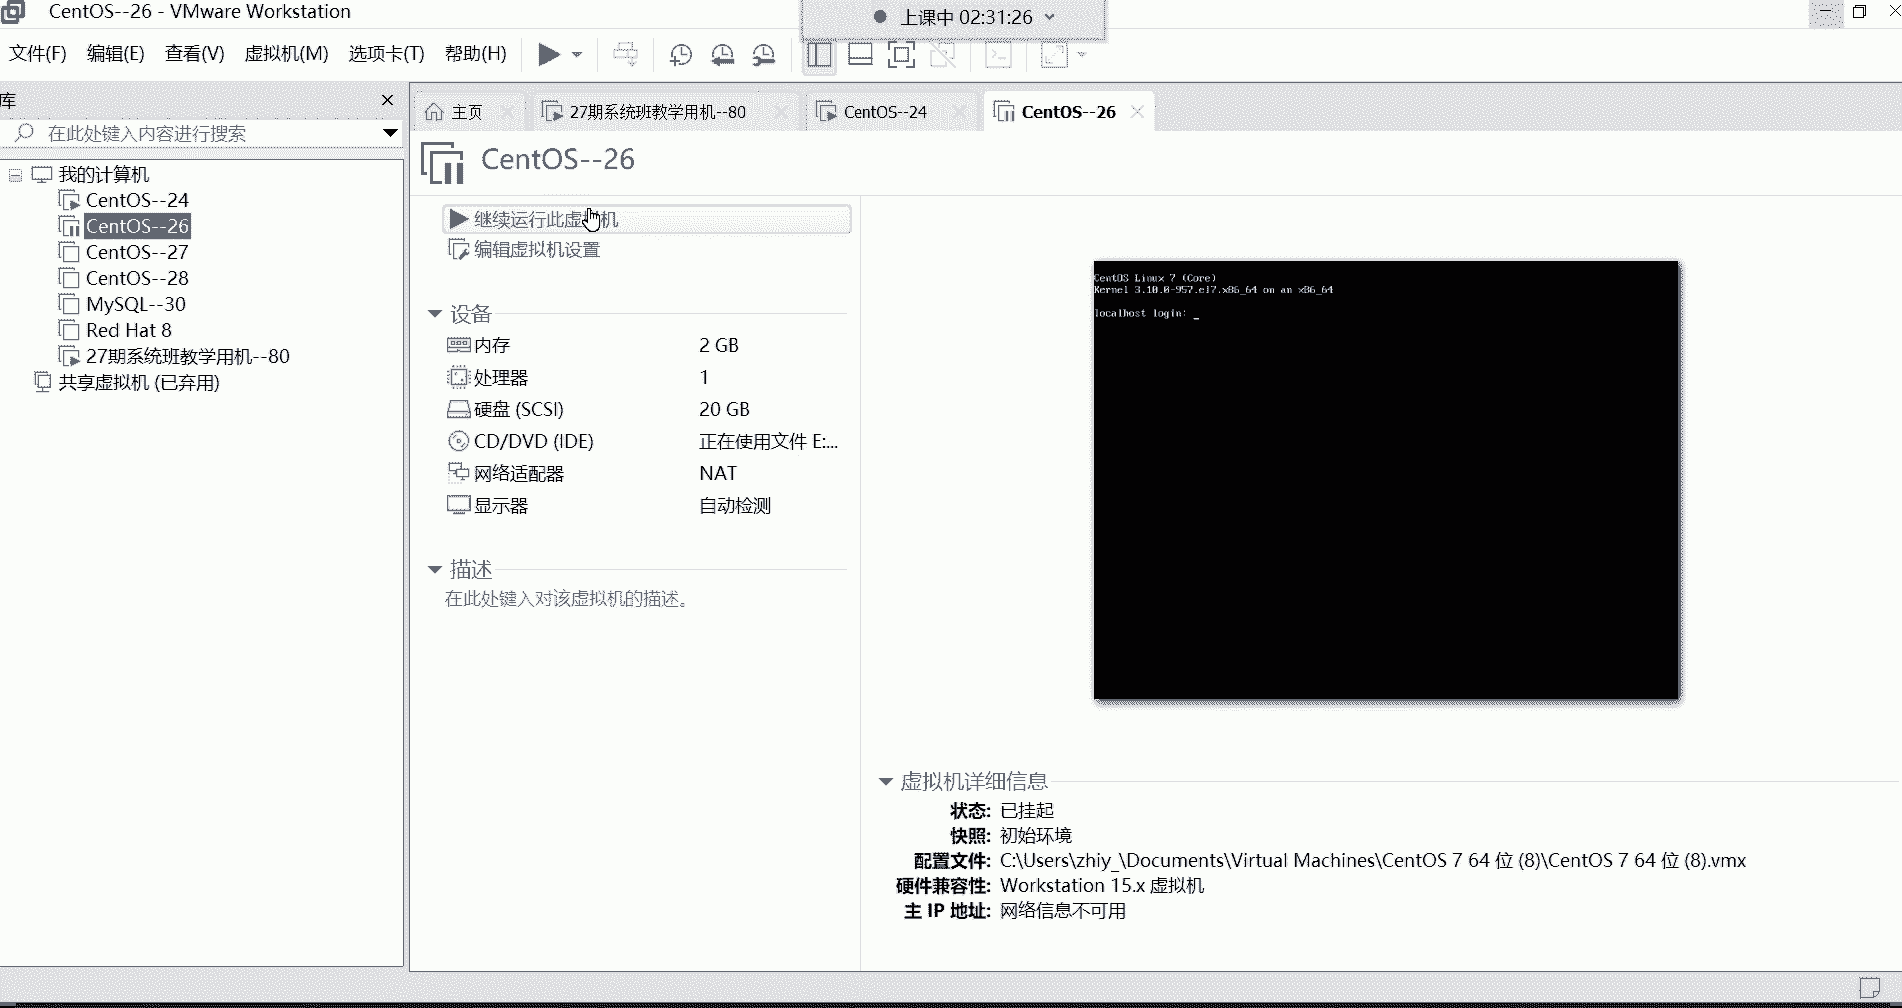 CentOS--26 - VMware Workstation
上课中 02:31:26
文件(F) 编辑(E) 查看(V) 虚拟机(M) 选项卡(T) 帮助(H)
库
在此处键入内容进行搜索
我的计算机
CentOS--24
CentOS--26
CentOS--27
CentOS--28
MySQL--30
Red Hat 8
27期系统班教学用机--80
共享虚拟机 (已弃用)
主页 27期系统班教学用机--80 CentOS--24 CentOS--26
CentOS--26
继续运行此虚拟机
编辑虚拟机设置
设备
内存 2 GB
处理器 1
硬盘 (SCSI) 20 GB
CD/DVD (IDE) 正在使用文件 E:...
网络适配器 NAT
显示器 自动检测
描述
在此处键入对该虚拟机的描述。
CentOS Linux 7 (Core)
Kernel 3.10.0-957.el7.x86_64 on an x86_64
localhost login: _
虚拟机详细信息
状态: 已挂起
快照: 初始环境
配置文件: C:\Users\zhiy_\Documents\Virtual Machines\CentOS 7 64 位 (8)\CentOS 7 64 位 (8).vmx
硬件兼容性: Workstation 15.x 虚拟机
主 IP 地址: 网络信息不可用